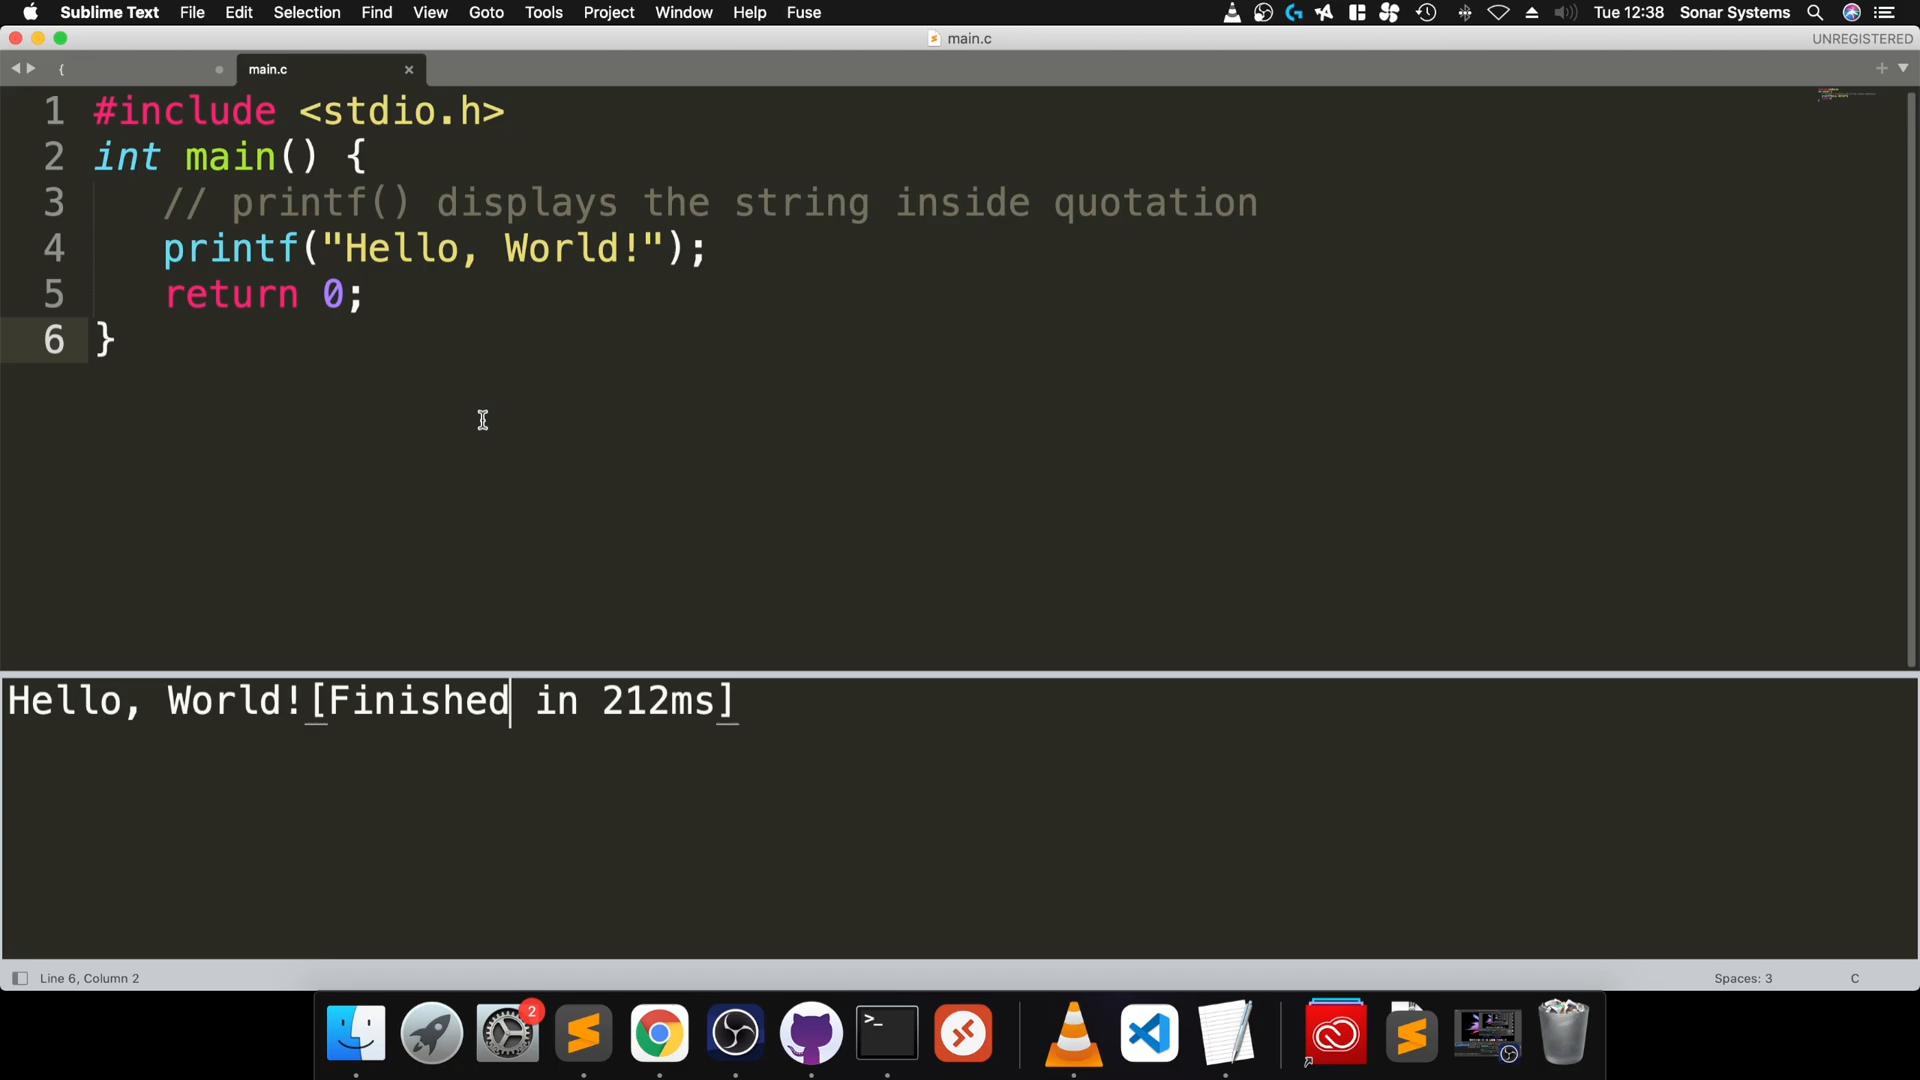 Sublime Text File Edit Selection Find View Goto Tools Project Window Help Fuse Tue 12:38 Sonar Systems
main.c UNREGISTERED
{ main.c
1 #include <stdio.h>
2 int main() {
3 // printf() displays the string inside quotation
4 printf("Hello, World!");
5 return 0;
6 }
Hello, World![Finished in 212ms]
Line 6, Column 2 Spaces: 3 C
2
>_